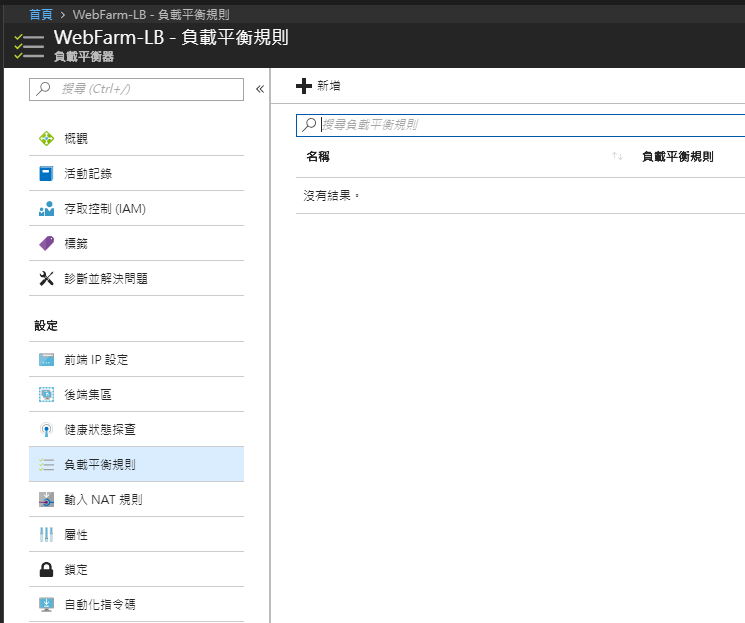 首頁 > WebFarm-LB - 負載平衡規則
WebFarm-LB - 負載平衡規則
負載平衡器
搜尋 (Ctrl+/)
«
概觀
活動記錄
存取控制 (IAM)
標籤
診斷並解決問題
設定
前端 IP 設定
後端集區
健康狀態探查
負載平衡規則
輸入 NAT 規則
屬性
鎖定
自動化指令碼
新增
搜尋負載平衡規則
名稱 ↑↓ 負載平衡規則
沒有結果。